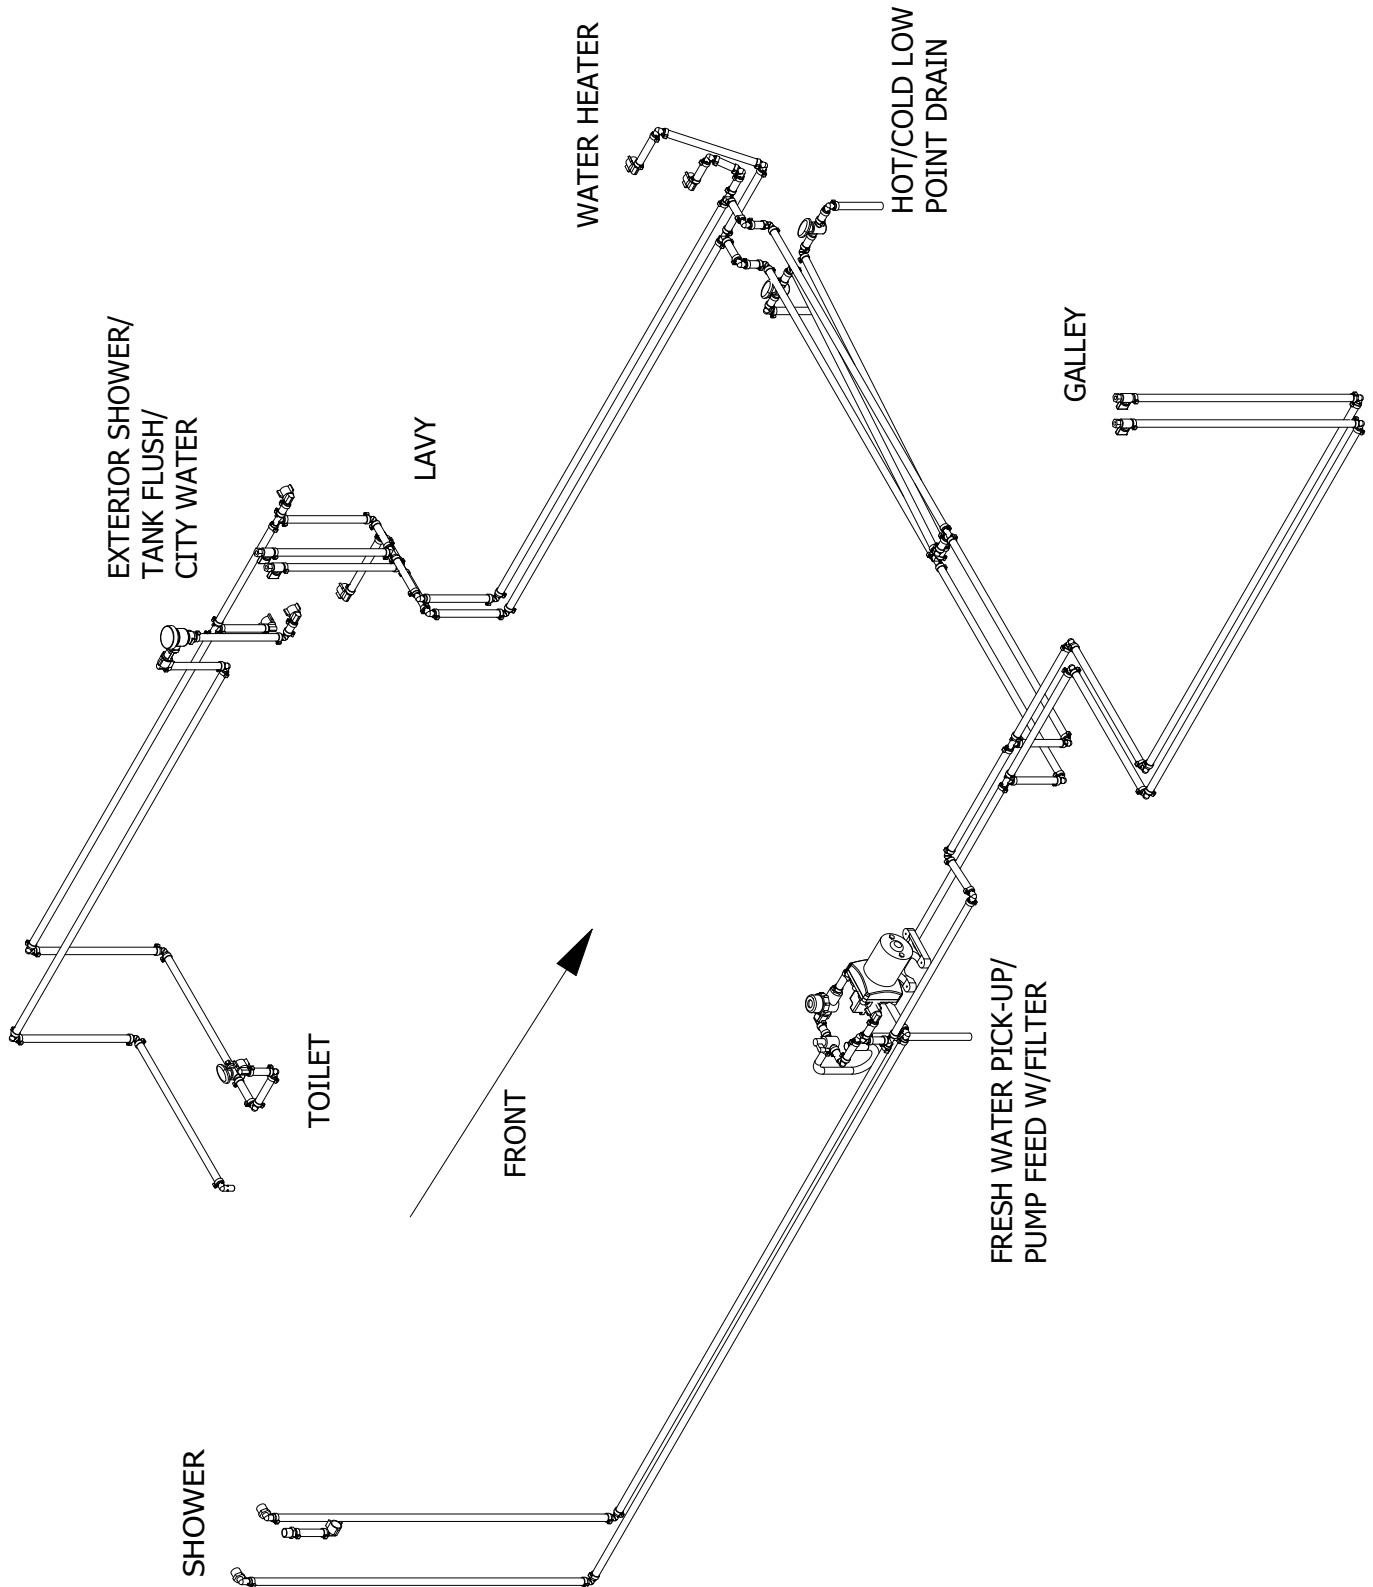 EXTERIOR SHOWER/
TANK FLUSH/
CITY WATER
LAVY
WATER HEATER
HOT/COLD LOW
POINT DRAIN
GALLEY
TOILET
FRONT
FRESH WATER PICK-UP/
PUMP FEED W/FILTER
SHOWER